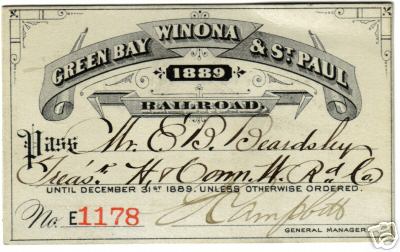 GREEN BAY WINONA & ST. PAUL
1889
RAILROAD.
Pass Mr. E. B. Beardsley
Treas. H. & Conn. W. Rd. Co.
UNTIL DECEMBER 31ST 1889. UNLESS OTHERWISE ORDERED.
No. E1178 Campbell
GENERAL MANAGER